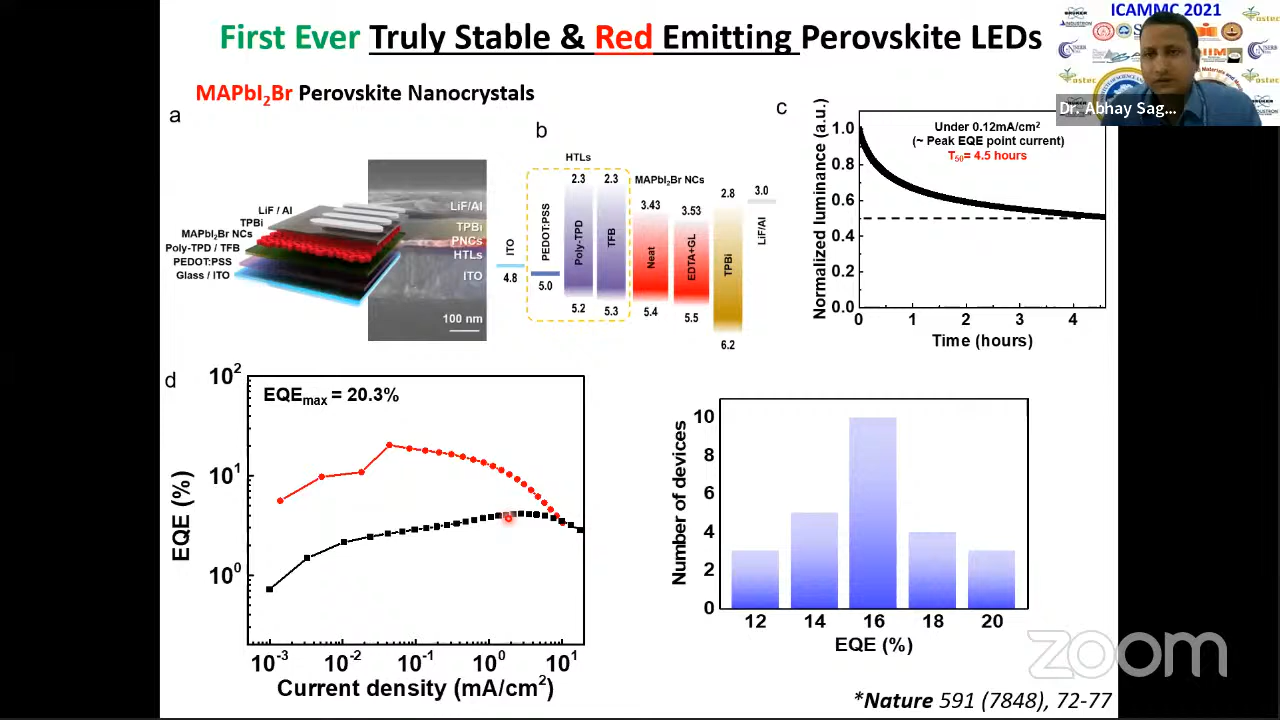 First Ever Truly Stable & Red Emitting Perovskite LEDs
ICAMMC 2021
Dr. Abhay Sag...
MAPbI₂Br Perovskite Nanocrystals
a
LiF / Al
TPBi
MAPbI₂Br NCs
Poly-TPD / TFB
PEDOT:PSS
Glass / ITO
LiF/Al
TPBi
PNCs
HTLs
ITO
100 nm
b
HTLs
MAPbI₂Br NCs
ITO
4.8
PEDOT:PSS
5.0
2.3
Poly-TPD
5.2
2.3
TFB
5.3
3.43
Neat
5.4
3.53
EDTA+GL
5.5
2.8
TPBi
6.2
3.0
LiF/Al
c
Normalized luminance (a.u.)
1.0
0.8
0.6
0.4
0.2
0.0
Under 0.12mA/cm²
(~ Peak EQE point current)
T₅₀= 4.5 hours
0 1 2 3 4
Time (hours)
d
EQE (%)
10²
10¹
10⁰
EQEmax = 20.3%
10⁻³ 10⁻² 10⁻¹ 10⁰ 10¹
Current density (mA/cm²)
Number of devices
10
8
6
4
2
0
12 14 16 18 20
EQE (%)
zoom
*Nature 591 (7848), 72-77